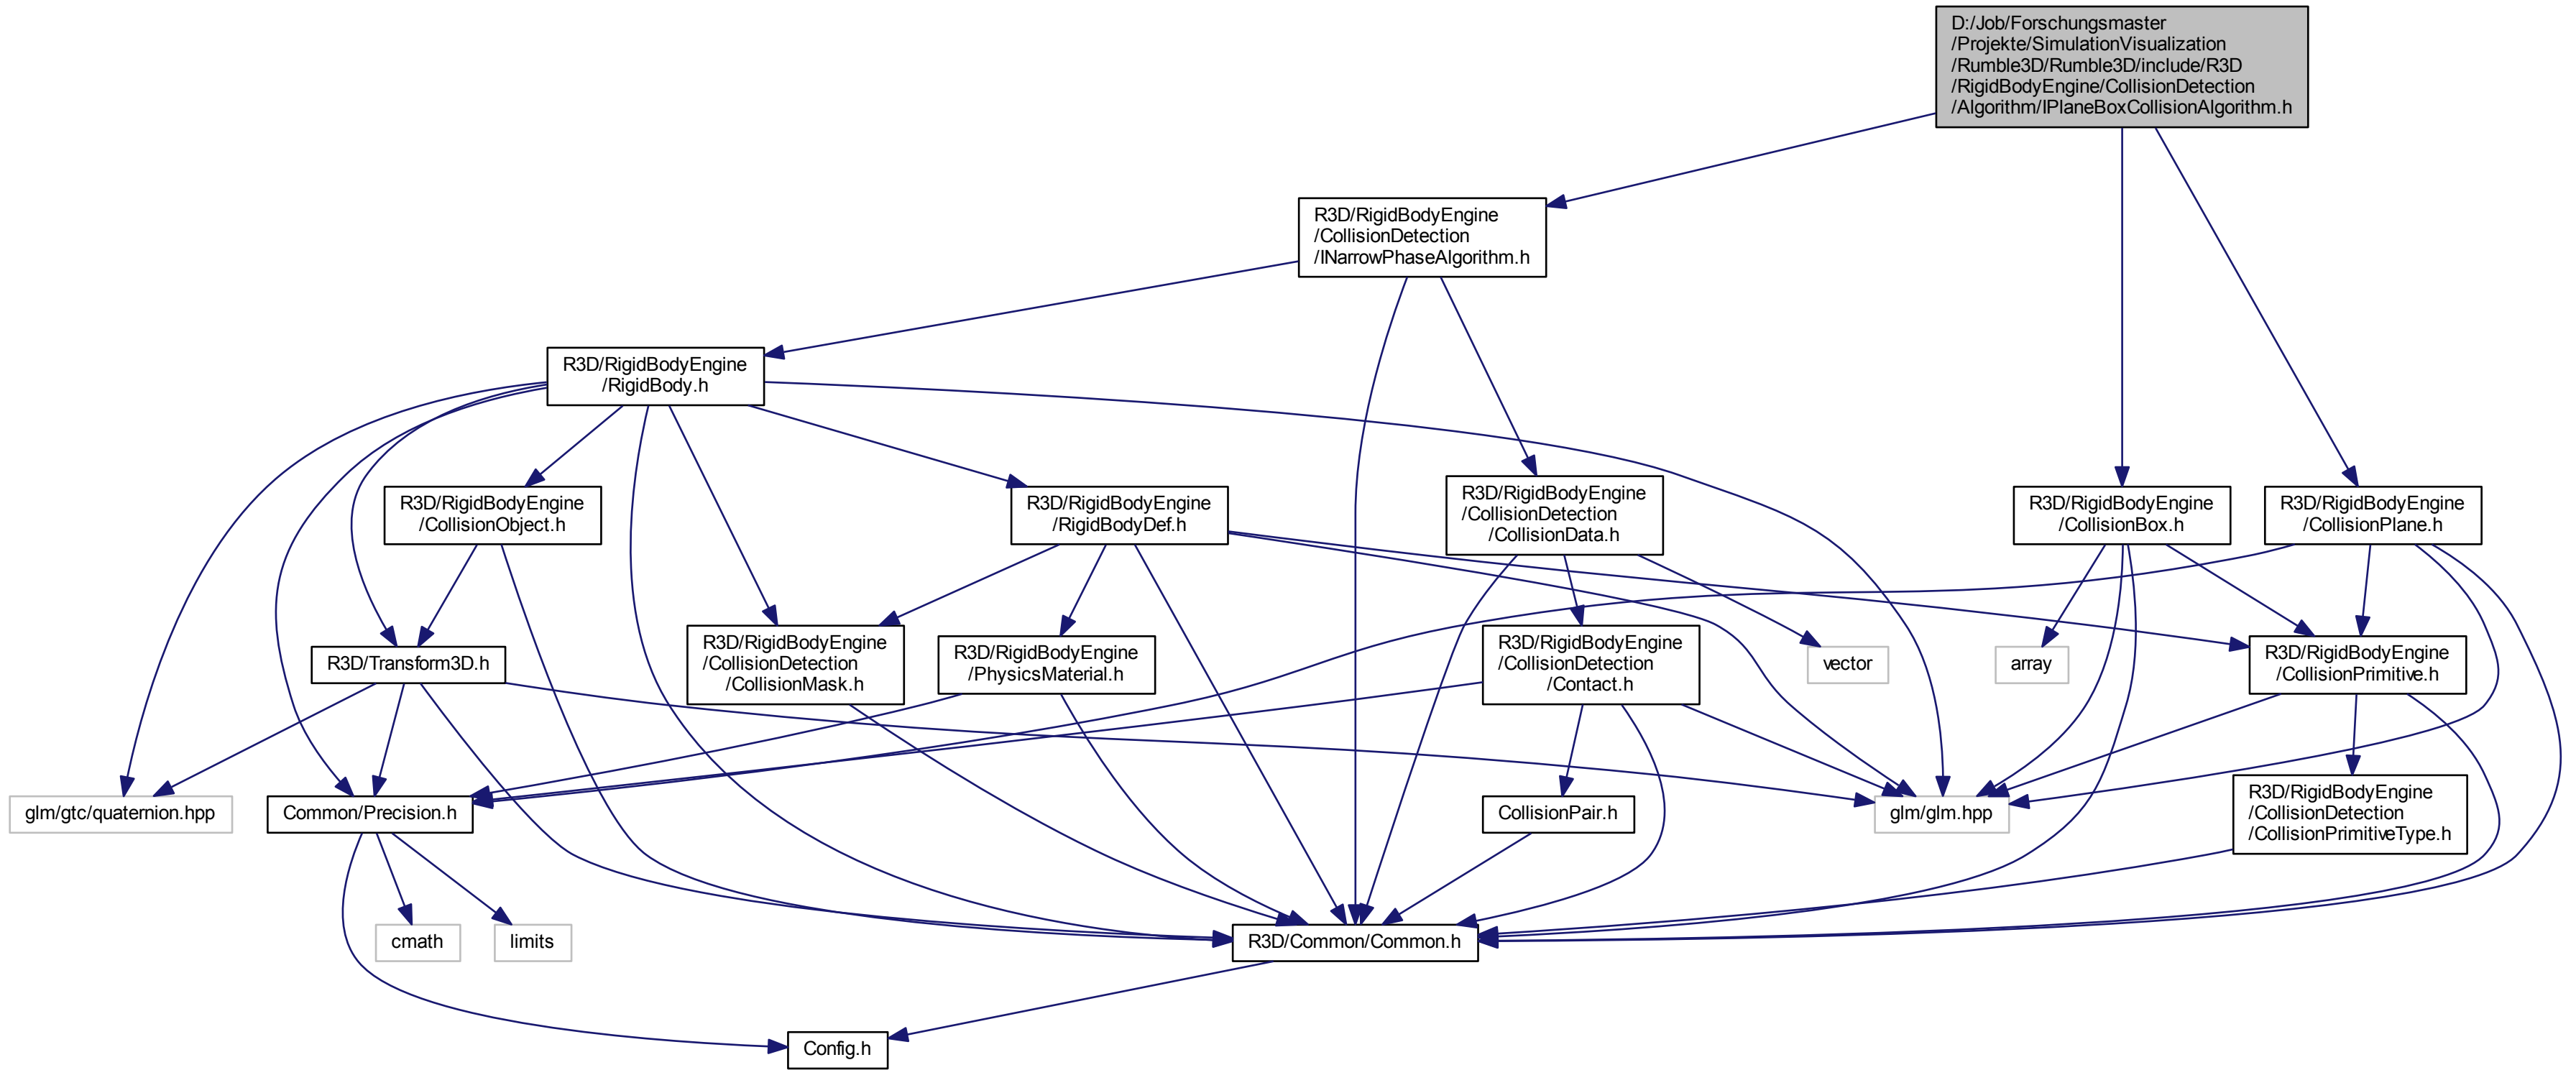 D:/Job/Forschungsmaster
/Projekte/SimulationVisualization
/Rumble3D/Rumble3D/include/R3D
/RigidBodyEngine/CollisionDetection
/Algorithm/IPlaneBoxCollisionAlgorithm.h
R3D/RigidBodyEngine
/CollisionDetection
/INarrowPhaseAlgorithm.h
R3D/RigidBodyEngine
/RigidBody.h
R3D/RigidBodyEngine
/CollisionObject.h
R3D/RigidBodyEngine
/RigidBodyDef.h
R3D/RigidBodyEngine
/CollisionDetection
/CollisionData.h
R3D/RigidBodyEngine
/CollisionBox.h
R3D/RigidBodyEngine
/CollisionPlane.h
R3D/Transform3D.h
R3D/RigidBodyEngine
/CollisionDetection
/CollisionMask.h
R3D/RigidBodyEngine
/PhysicsMaterial.h
R3D/RigidBodyEngine
/CollisionDetection
/Contact.h
vector
array
R3D/RigidBodyEngine
/CollisionPrimitive.h
glm/gtc/quaternion.hpp
Common/Precision.h
CollisionPair.h
glm/glm.hpp
R3D/RigidBodyEngine
/CollisionDetection
/CollisionPrimitiveType.h
cmath
limits
R3D/Common/Common.h
Config.h